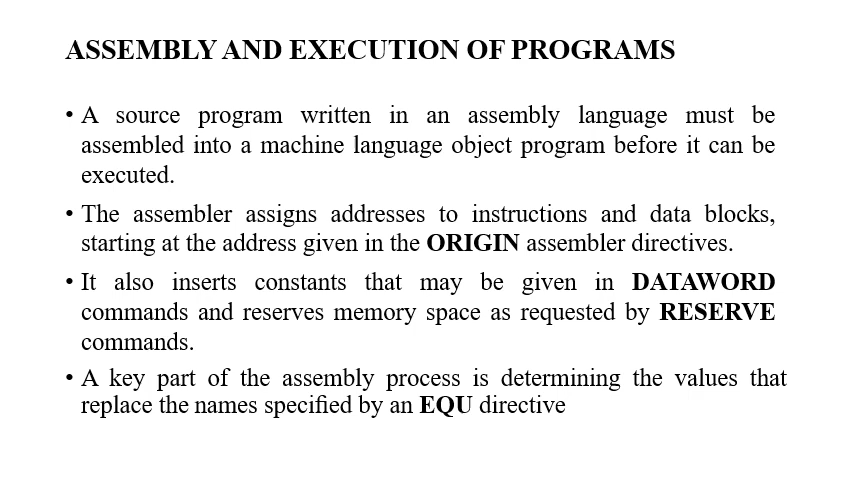 ASSEMBLY AND EXECUTION OF PROGRAMS
• A source program written in an assembly language must be
assembled into a machine language object program before it can be
executed.
• The assembler assigns addresses to instructions and data blocks,
starting at the address given in the ORIGIN assembler directives.
• It also inserts constants that may be given in DATAWORD
commands and reserves memory space as requested by RESERVE
commands.
• A key part of the assembly process is determining the values that
replace the names specified by an EQU directive